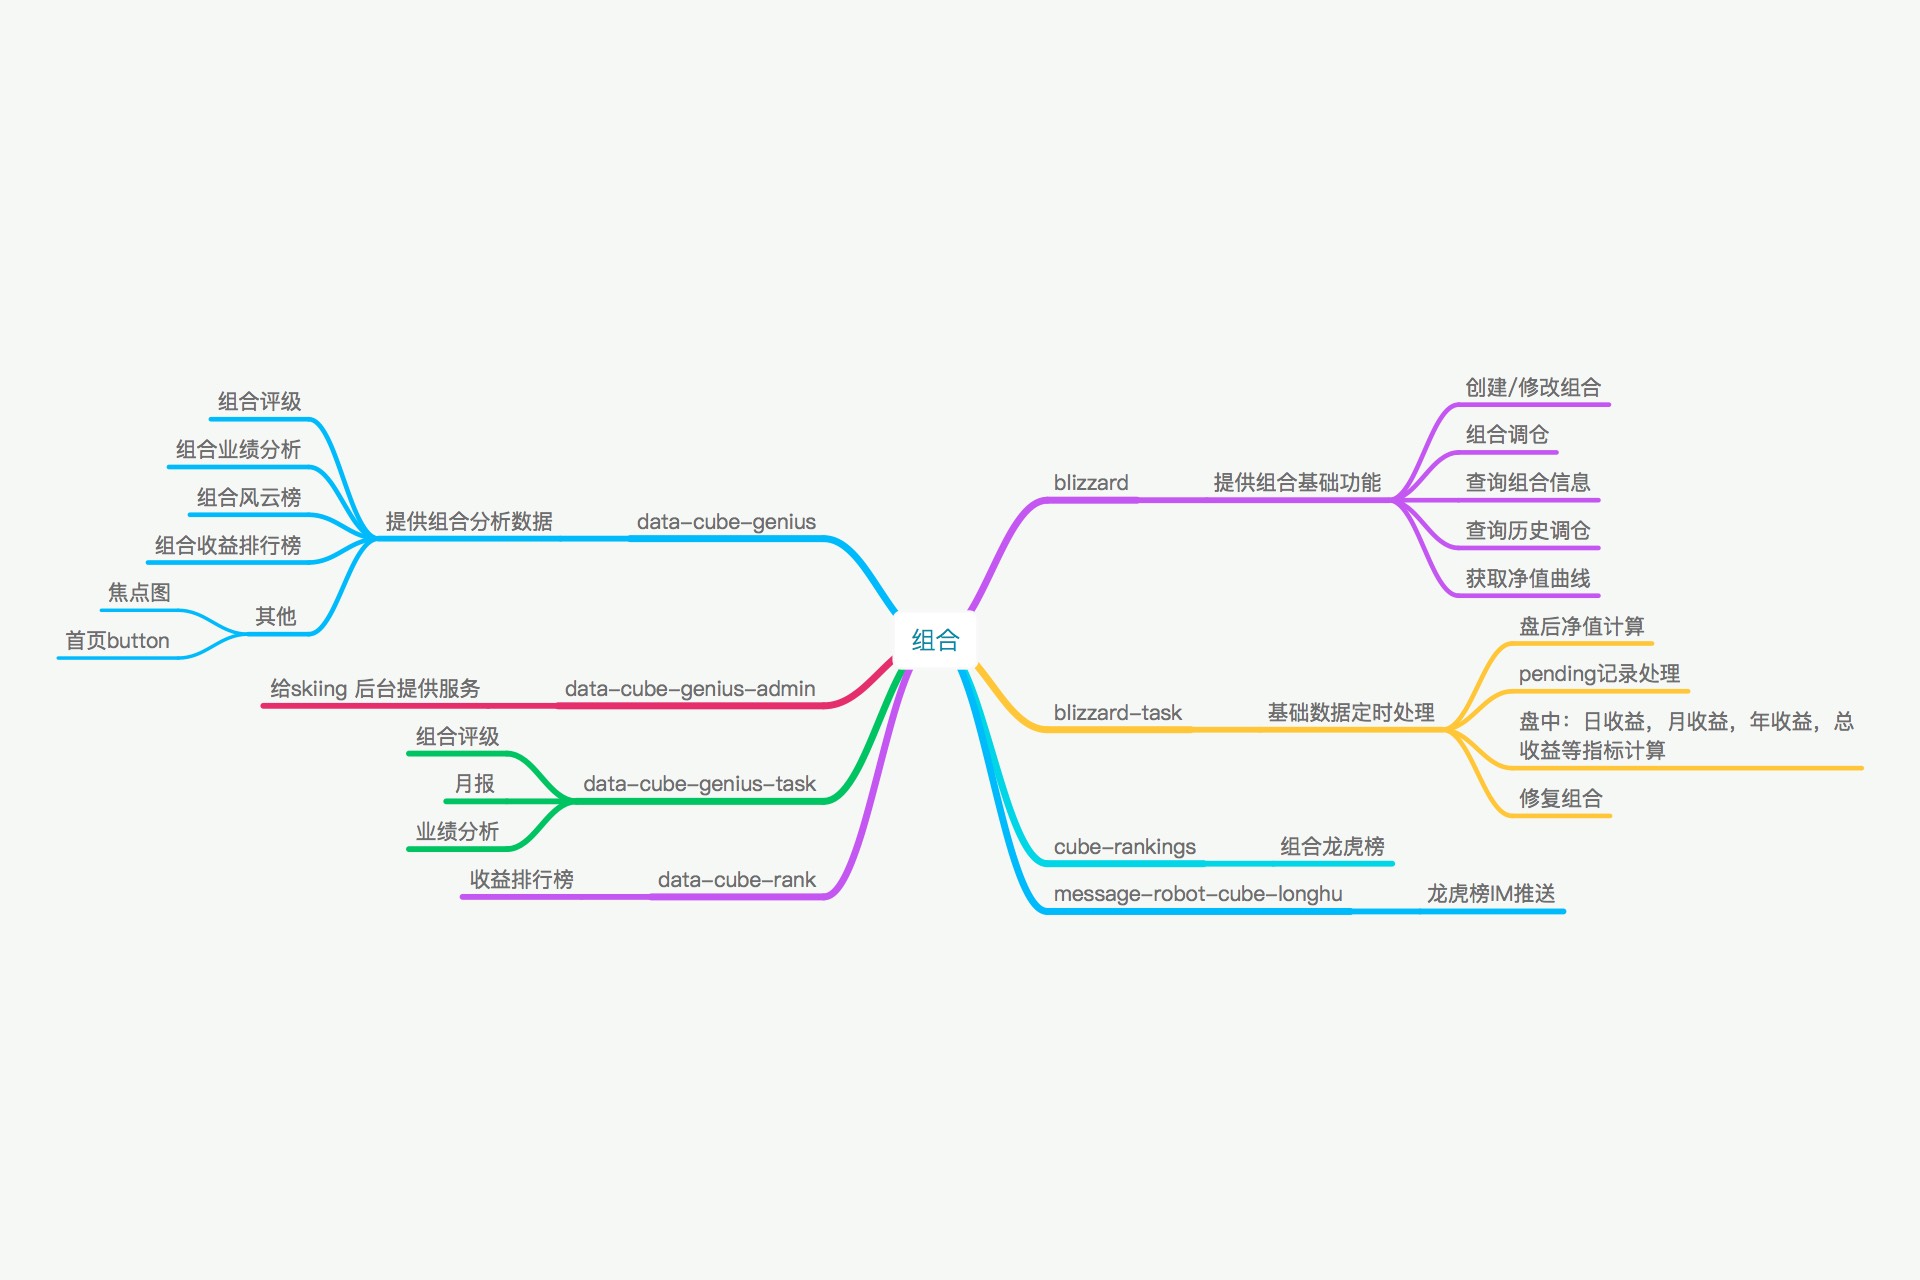 组合
blizzard
提供组合基础功能
创建/修改组合
组合调仓
查询组合信息
查询历史调仓
获取净值曲线
blizzard-task
基础数据定时处理
盘后净值计算
pending记录处理
盘中：日收益，月收益，年收益，总
收益等指标计算
修复组合
cube-rankings
组合龙虎榜
message-robot-cube-longhu
龙虎榜IM推送
data-cube-genius
提供组合分析数据
组合评级
组合业绩分析
组合风云榜
组合收益排行榜
其他
焦点图
首页button
data-cube-genius-admin
给skiing 后台提供服务
data-cube-genius-task
组合评级
月报
业绩分析
data-cube-rank
收益排行榜